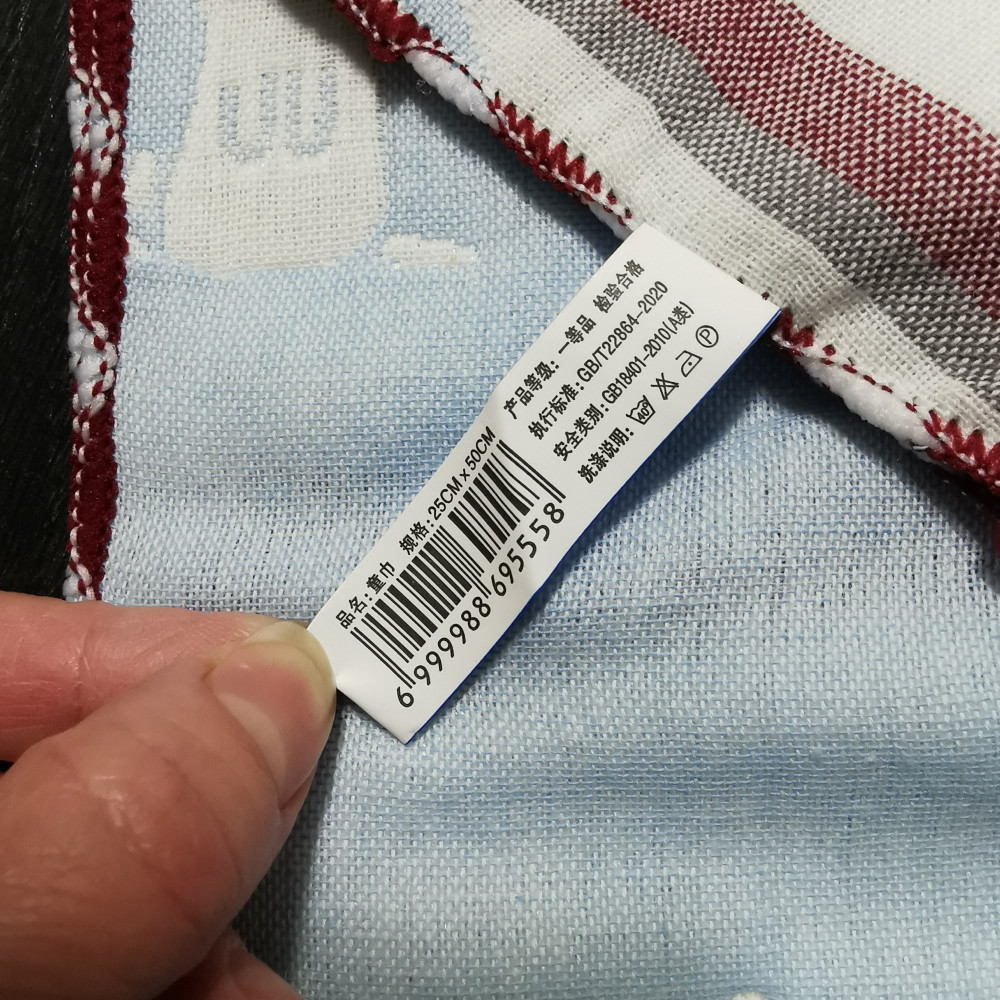 产品等级: 一等品 检验合格
执行标准: GB/T22864-2020
安全类别: GB18401-2010(A类)
洗涤说明: 40 P
品名: 童巾 规格: 25CM×50CM
6 999988 695558